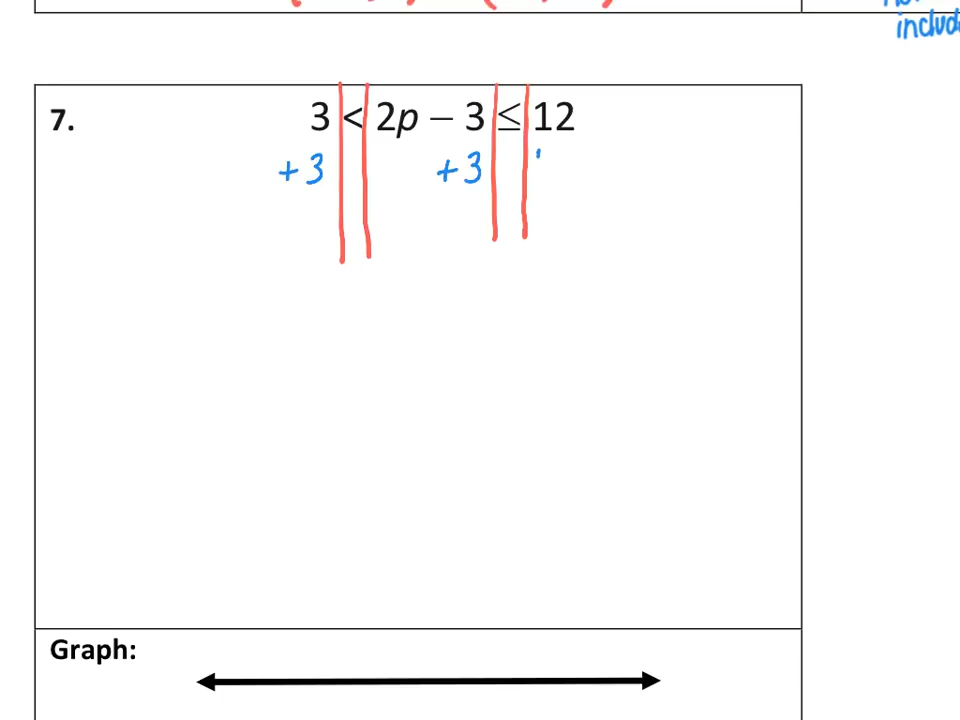 includ
7. 3 < 2p − 3 ≤ 12
+3 +3
Graph: